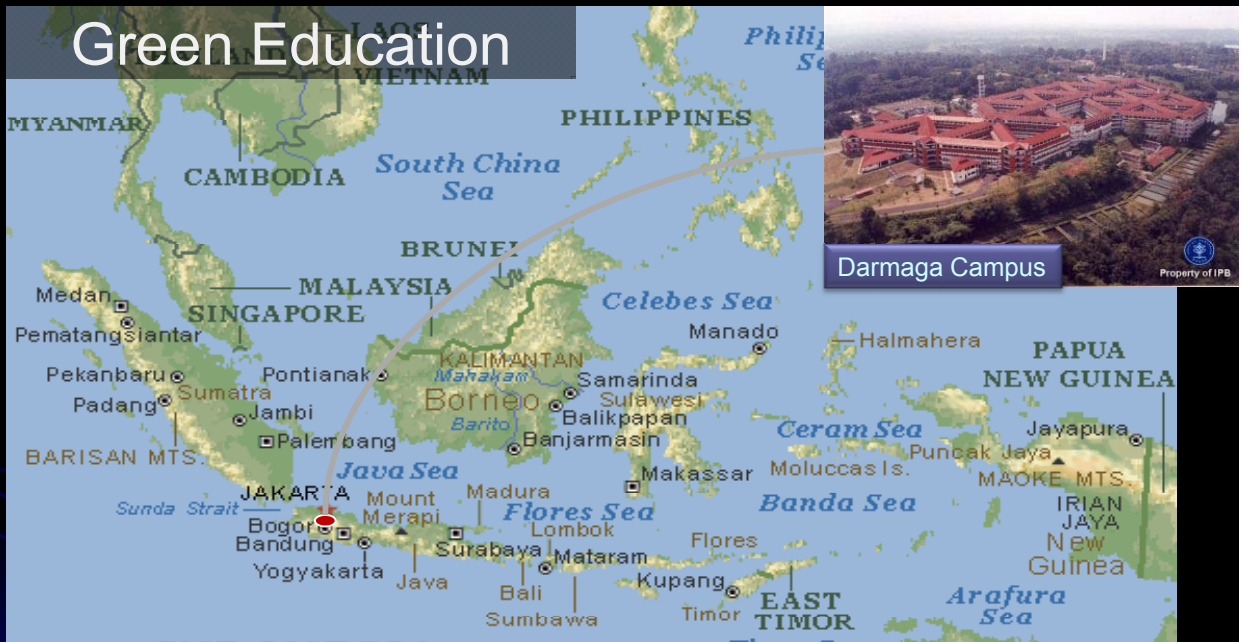 Green Education
LAOS
THAILAND
VIETNAM
MYANMAR
CAMBODIA
South China
Sea
PHILIPPINES
Darmaga Campus
Property of IPB
BRUNEI
MALAYSIA
SINGAPORE
Medan
Pematangsiantar
Pekanbaru
Padang
Sumatra
Jambi
Palembang
BARISAN MTS.
Pontianak
KALIMANTAN
Mahakam
Borneo
Barito
Samarinda
Balikpapan
Banjarmasin
Celebes Sea
Manado
Sulawesi
Makassar
Halmahera
PAPUA
NEW GUINEA
Ceram Sea
Moluccas Is.
Jayapura
Puncak Jaya
MAOKE MTS.
IRIAN
JAYA
New
Guinea
Java Sea
JAKARTA
Sunda Strait
Bogor
Bandung
Yogyakarta
Mount
Merapi
Java
Madura
Surabaya
Flores Sea
Lombok
Mataram
Bali
Sumbawa
Flores
Banda Sea
Kupang
Timor
EAST
TIMOR
Arafura
Sea